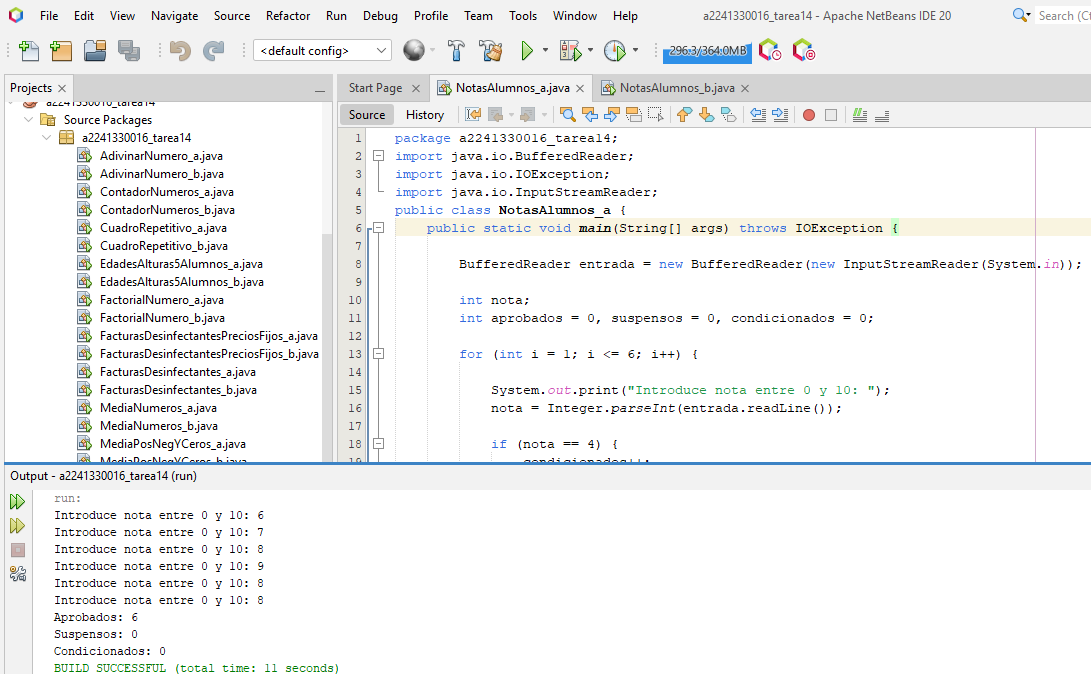 File Edit View Navigate Source Refactor Run Debug Profile Team Tools Window Help a2241330016_tarea14 - Apache NetBeans IDE 20 Search (Ct
<default config> 296.3/364.0MB
Projects
a2241330016_tarea14
Source Packages
a2241330016_tarea14
AdivinarNumero_a.java
AdivinarNumero_b.java
ContadorNumeros_a.java
ContadorNumeros_b.java
CuadroRepetitivo_a.java
CuadroRepetitivo_b.java
EdadesAlturas5Alumnos_a.java
EdadesAlturas5Alumnos_b.java
FactorialNumero_a.java
FactorialNumero_b.java
FacturasDesinfectantesPreciosFijos_a.java
FacturasDesinfectantesPreciosFijos_b.java
FacturasDesinfectantes_a.java
FacturasDesinfectantes_b.java
MediaNumeros_a.java
MediaNumeros_b.java
MediaPosNegYCeros_a.java
MediaPosNegYCeros_b.java
Start Page NotasAlumnos_a.java NotasAlumnos_b.java
Source History
1 package a2241330016_tarea14;
2 import java.io.BufferedReader;
3 import java.io.IOException;
4 import java.io.InputStreamReader;
5 public class NotasAlumnos_a {
6 public static void main(String[] args) throws IOException {
7
8 BufferedReader entrada = new BufferedReader(new InputStreamReader(System.in));
9
10 int nota;
11 int aprobados = 0, suspensos = 0, condicionados = 0;
12
13 for (int i = 1; i <= 6; i++) {
14
15 System.out.print("Introduce nota entre 0 y 10: ");
16 nota = Integer.parseInt(entrada.readLine());
17
18 if (nota == 4) {
19 condicionados++;
Output - a2241330016_tarea14 (run)
run:
Introduce nota entre 0 y 10: 6
Introduce nota entre 0 y 10: 7
Introduce nota entre 0 y 10: 8
Introduce nota entre 0 y 10: 9
Introduce nota entre 0 y 10: 8
Introduce nota entre 0 y 10: 8
Aprobados: 6
Suspensos: 0
Condicionados: 0
BUILD SUCCESSFUL (total time: 11 seconds)